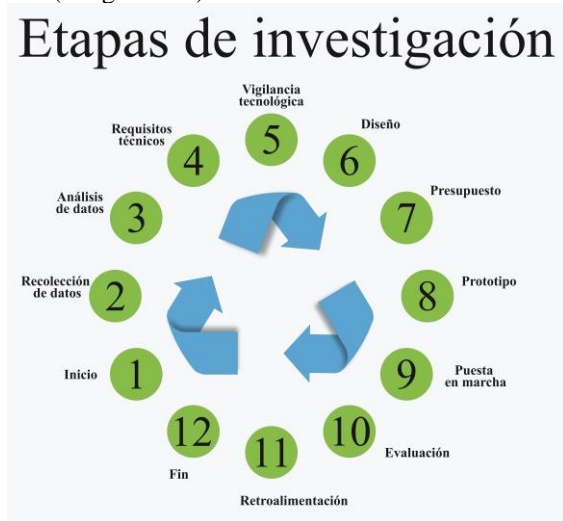 Etapas de investigación
Vigilancia
tecnológica
5
Requisitos
técnicos
4
Diseño
6
Análisis
de datos
3
Presupuesto
7
Recolección
de datos
2
Prototipo
8
Inicio
1
Puesta
en marcha
9
12
Fin
10
Evaluación
11
Retroalimentación